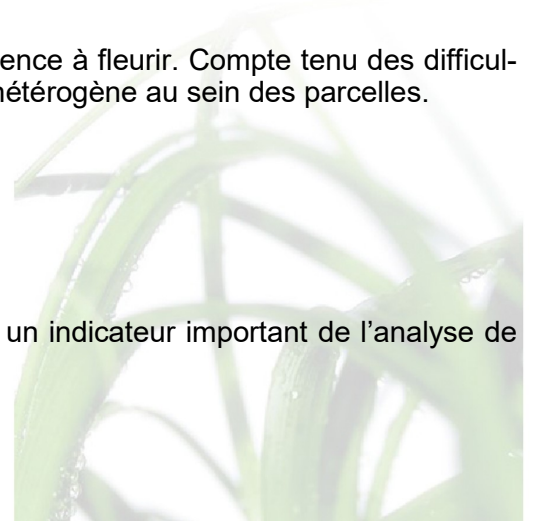 ence à fleurir. Compte tenu des difficul-
hétérogène au sein des parcelles.
un indicateur important de l’analyse de